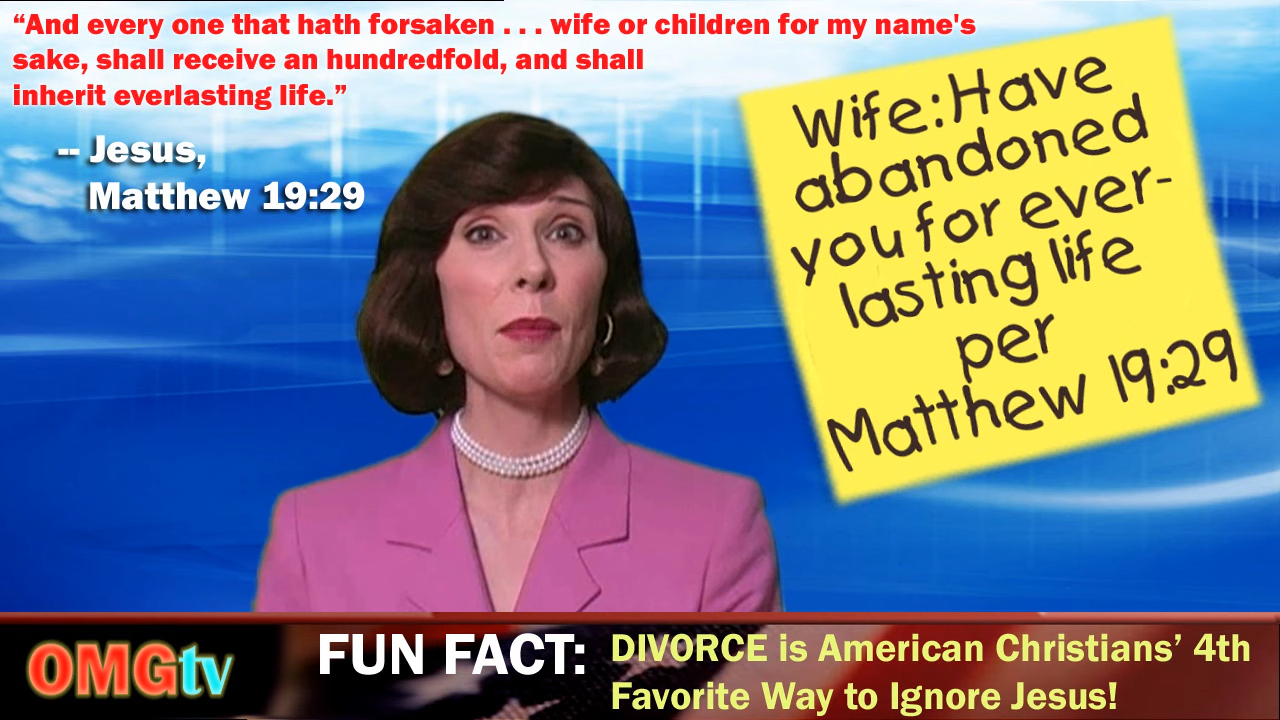 “And every one that hath forsaken . . . wife or children for my name's
sake, shall receive an hundredfold, and shall
inherit everlasting life.”
-- Jesus,
Matthew 19:29
Wife: Have
abandoned
you for ever-
lasting life
per
Matthew 19:29
OMGtv
FUN FACT:
DIVORCE is American Christians’ 4th
Favorite Way to Ignore Jesus!